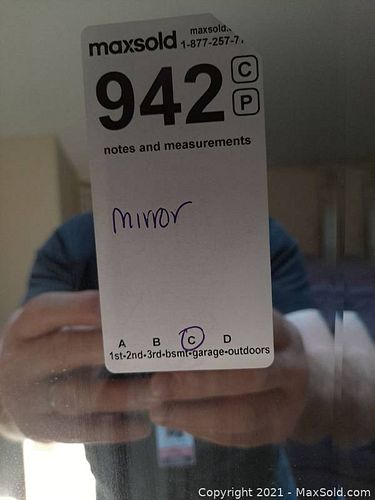 maxsold
maxsold.
1-877-257-7
942 C
P
notes and measurements
mirror
A B C D
1st-2nd-3rd-bsmt-garage-outdoors
Copyright © 2021 - MaxSold.com